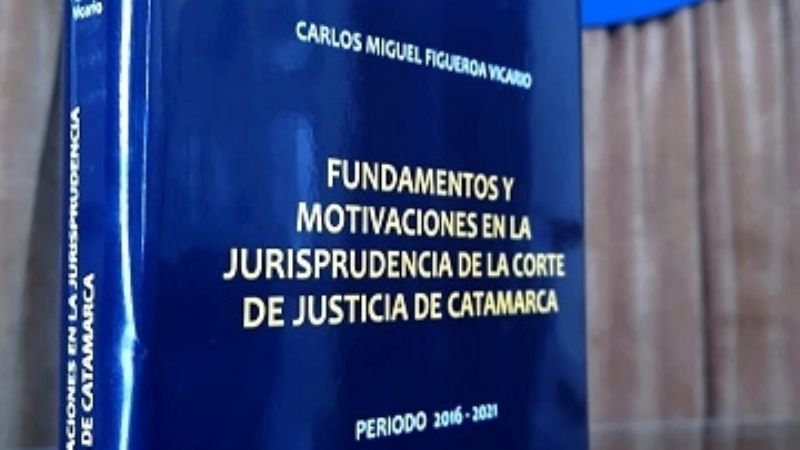 CARLOS MIGUEL FIGUEROA VICARIO
FUNDAMENTOS Y
MOTIVACIONES EN LA
JURISPRUDENCIA DE LA CORTE
DE JUSTICIA DE CATAMARCA
PERIODO 2016 - 2021
Vicario
ACIONES EN LA JURISPRUDENCIA
DE CATAMARCA